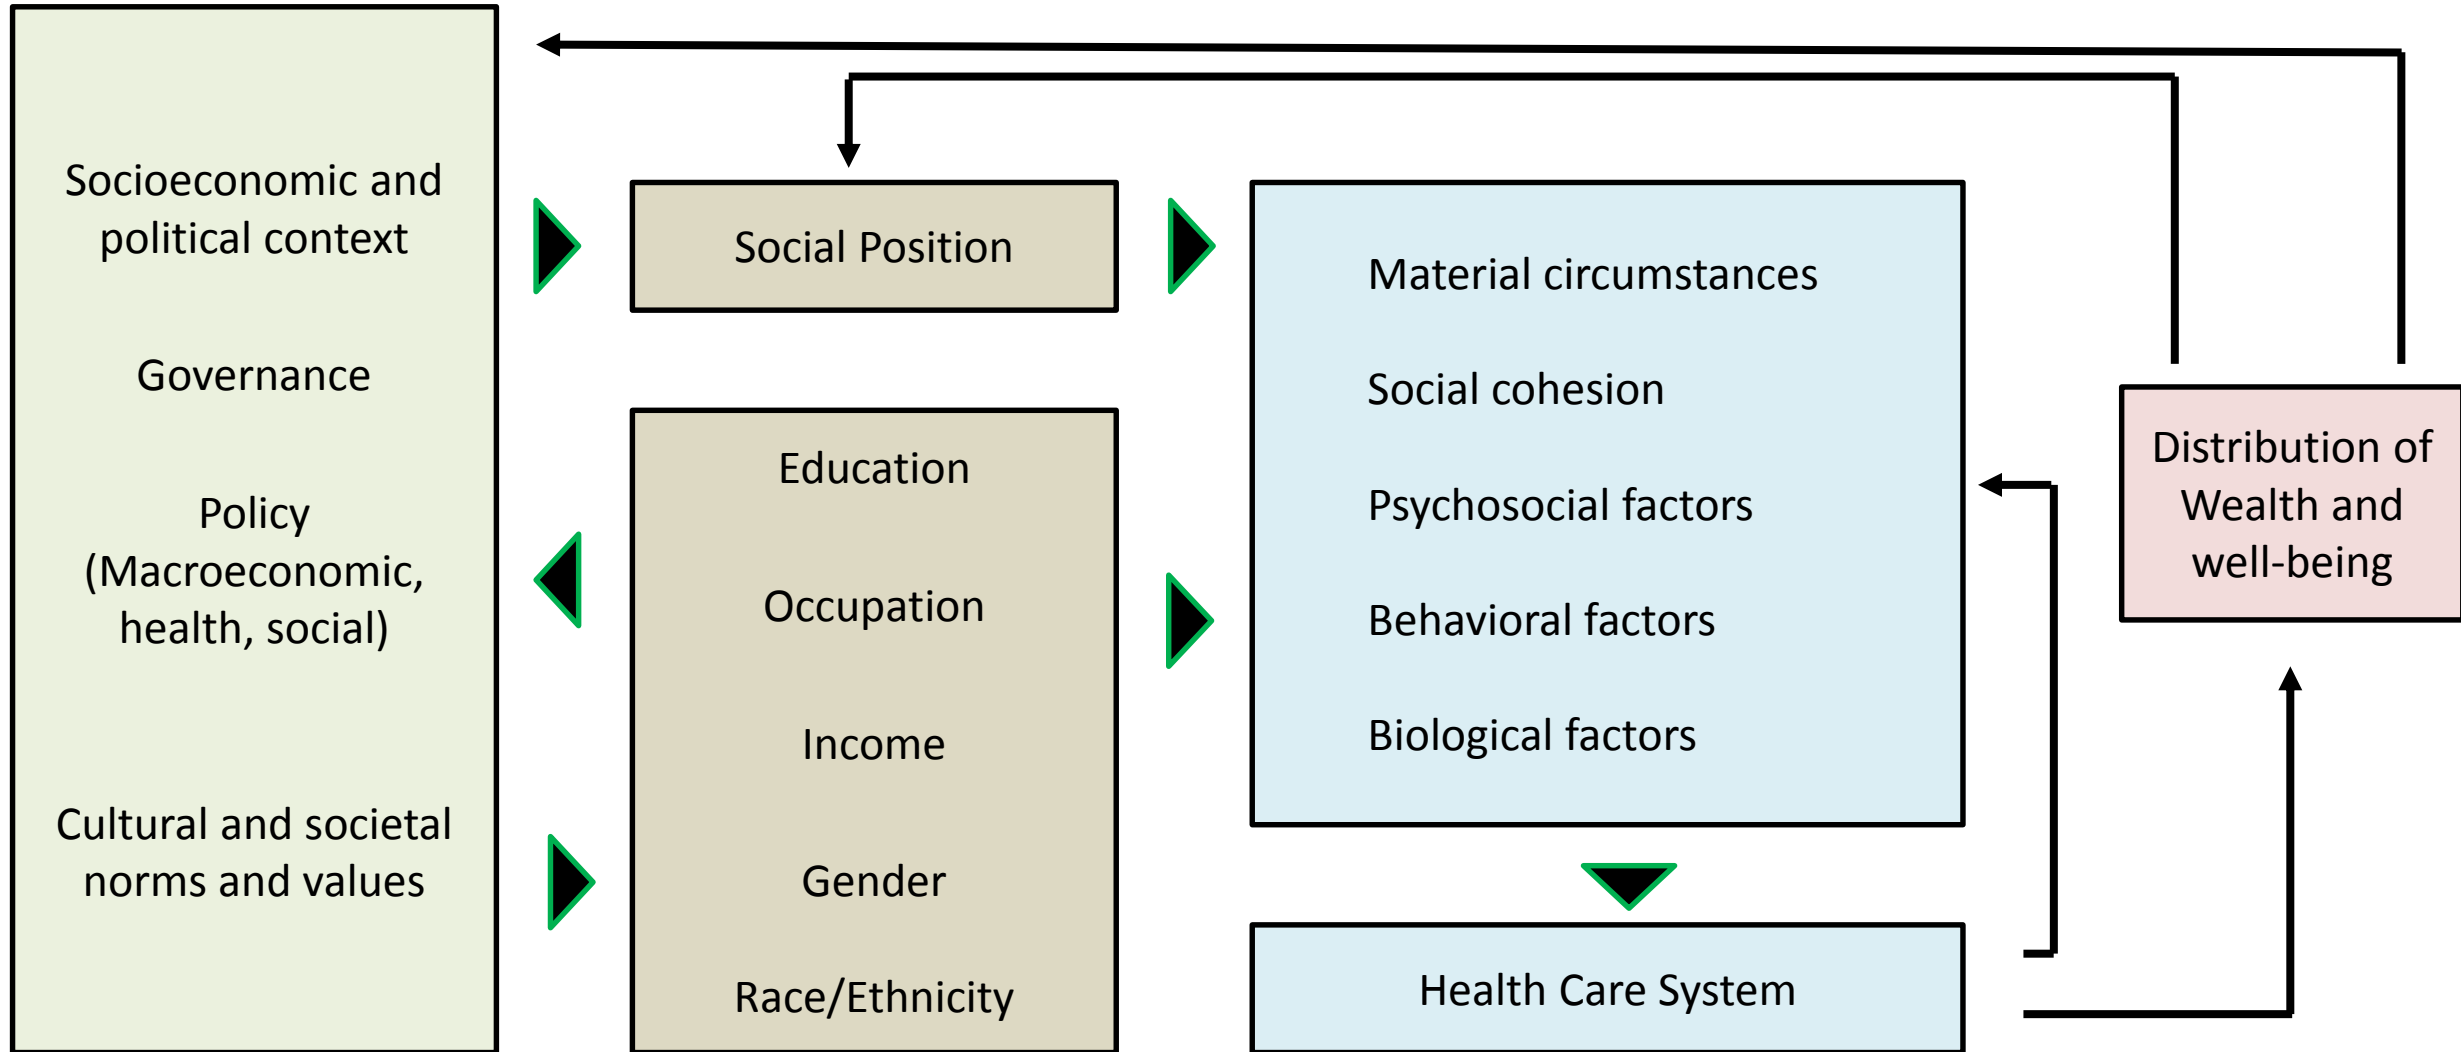 Socioeconomic and
political context
Governance
Policy
(Macroeconomic,
health, social)
Cultural and societal
norms and values
Social Position
Education
Occupation
Income
Gender
Race/Ethnicity
Material circumstances
Social cohesion
Psychosocial factors
Behavioral factors
Biological factors
Health Care System
Distribution of
Wealth and
well-being